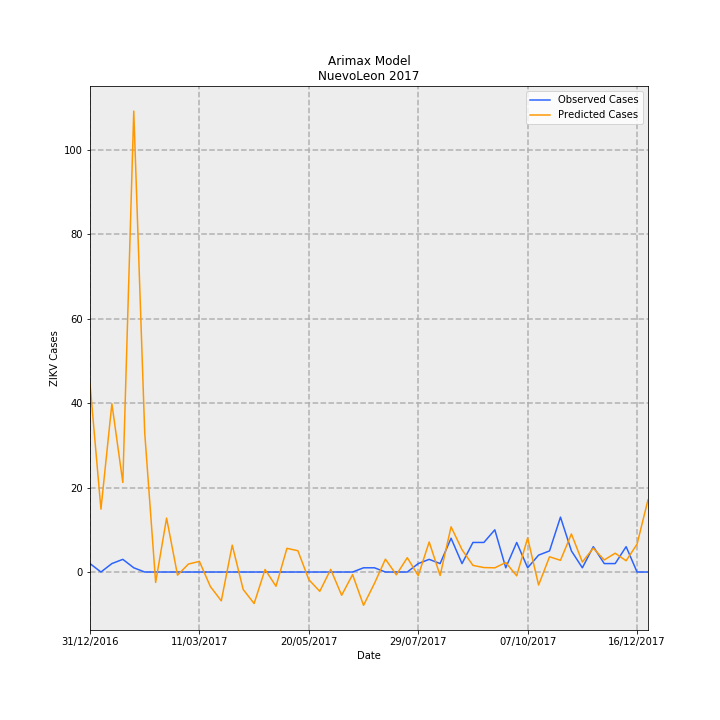 Arimax Model
NuevoLeon 2017
Observed Cases
Predicted Cases
ZIKV Cases
100
80
60
40
20
0
31/12/2016
11/03/2017
20/05/2017
29/07/2017
07/10/2017
16/12/2017
Date